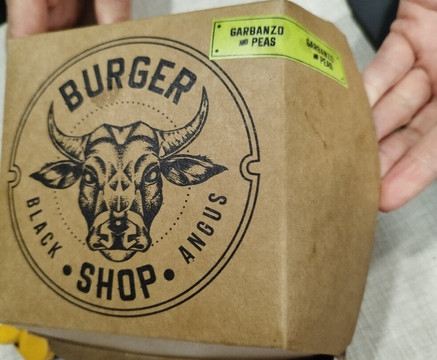 GARBANZO
AND PEAS
GARBANZO
AND PEAS
BURGER
BLACK
ANGUS
• SHOP •